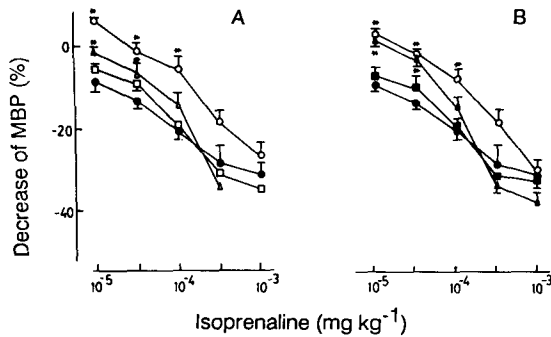 A
B
Decrease of MBP (%)
0
-20
-40
10-5
10-4
10-3
10-5
10-4
10-3
Isoprenaline (mg kg-1)